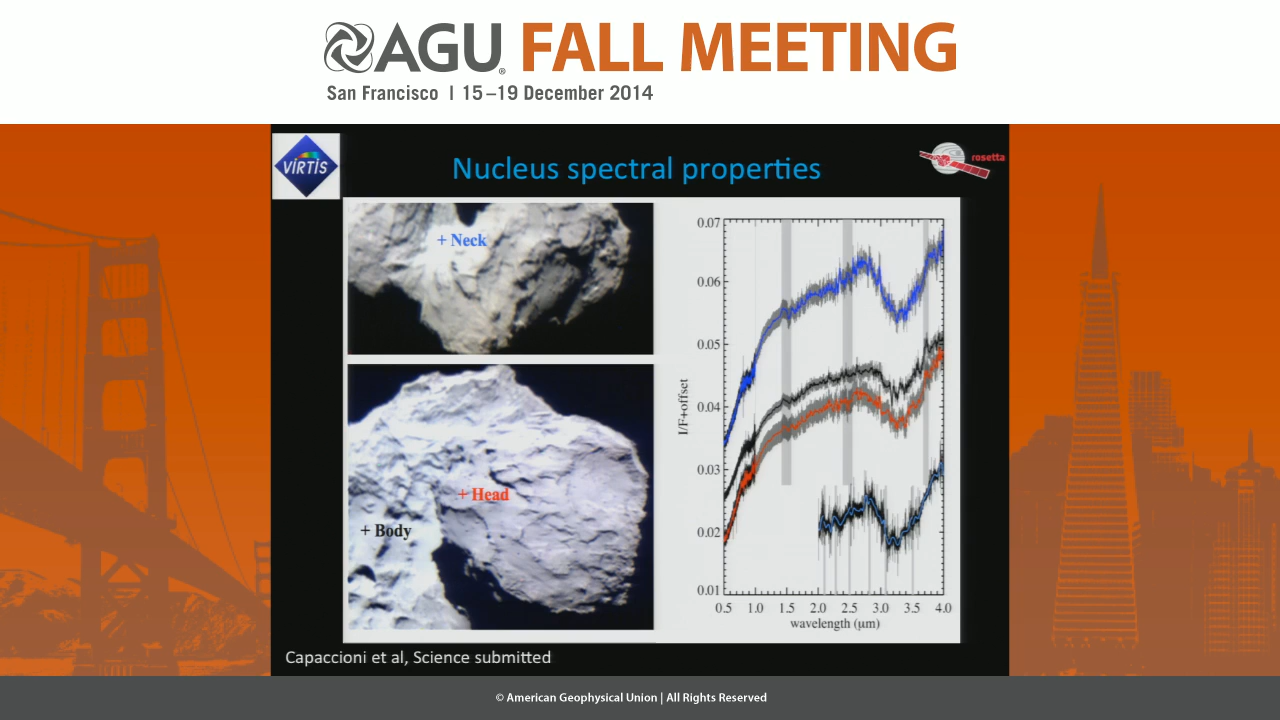 AGU® FALL MEETING
San Francisco | 15–19 December 2014
VIRTIS
Nucleus spectral properties
rosetta
+ Neck
+ Head
+ Body
0.07
0.06
0.05
0.04
0.03
0.02
0.01
I/F+offset
0.5 1.0 1.5 2.0 2.5 3.0 3.5 4.0
wavelength (μm)
Capaccioni et al, Science submitted
© American Geophysical Union | All Rights Reserved